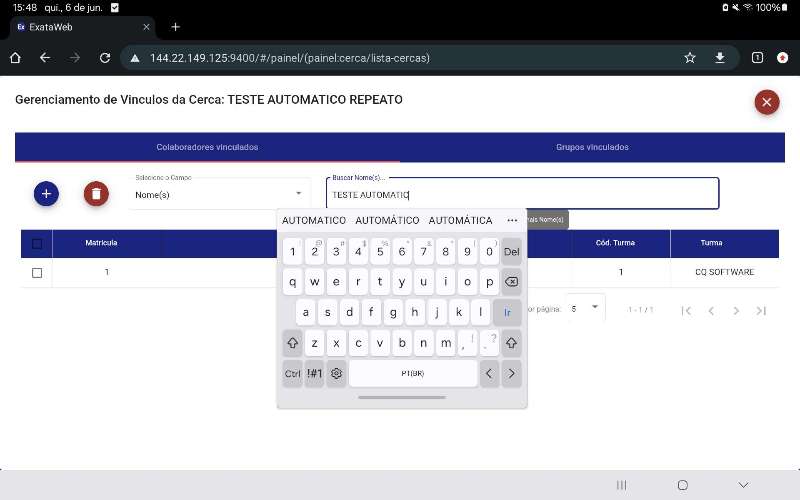 15:48 qui., 6 de jun.
100%
Ex ExataWeb
144.22.149.125:9400/#/painel/(painel:cerca/lista-cercas)
1
Gerenciamento de Vinculos da Cerca: TESTE AUTOMATICO REPEATO
Colaboradores vinculados
Grupos vinculados
Selecione o Campo
Nome(s)
Buscar Nome(s)...
TESTE AUTOMATIC
AUTOMATICO AUTOMÁTICO AUTOMÁTICA ...
mais Nome(s)
Matricula
Cód. Turma
Turma
1
1
CQ SOFTWARE
or página:
5
1 - 1 / 1
1 2 3 4 5 6 7 8 9 0 Del
q w e r t y u i o p
a s d f g h j k l Ir
z x c v b n m , ! . ?
Ctrl !#1 PT(BR) < >